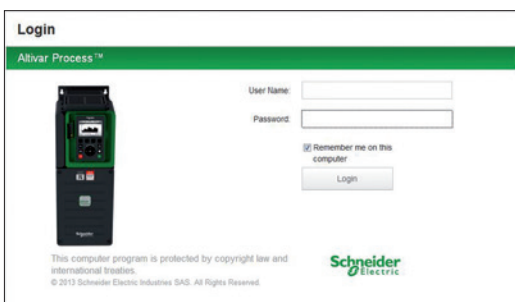 Login
Altivar Process™
User Name:
Password:
Remember me on this
computer
Login
This computer program is protected by copyright law and
international treaties.
© 2013 Schneider Electric Industries SAS. All Rights Reserved.
Schneider
Electric